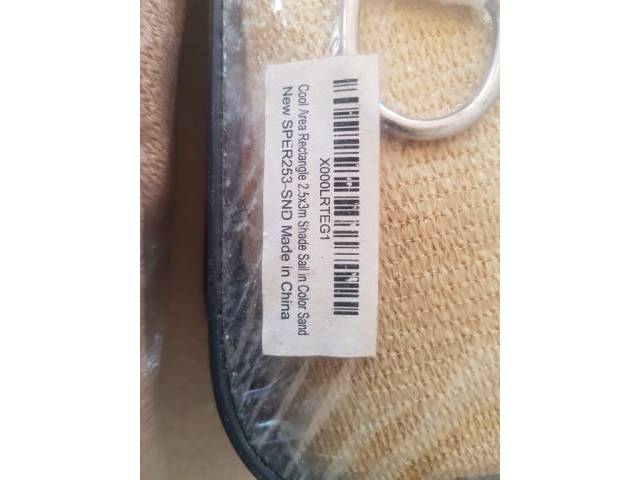 X000LRTEG1
Cool Area Rectangle 2.5x3m Shade Sail in Color Sand
New SPER253-SND Made in China